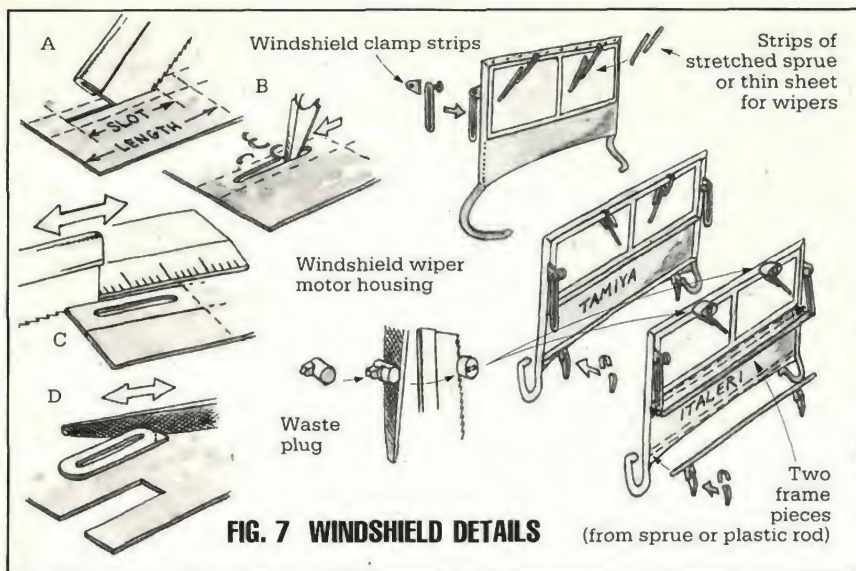 A
Windshield clamp strips
Strips of
stretched sprue
or thin sheet
for wipers
B
SLOT
LENGTH
C
Windshield wiper
motor housing
TAMIYA
ITALERI
D
Waste
plug
Two
frame
pieces
(from sprue or plastic rod)
FIG. 7 WINDSHIELD DETAILS